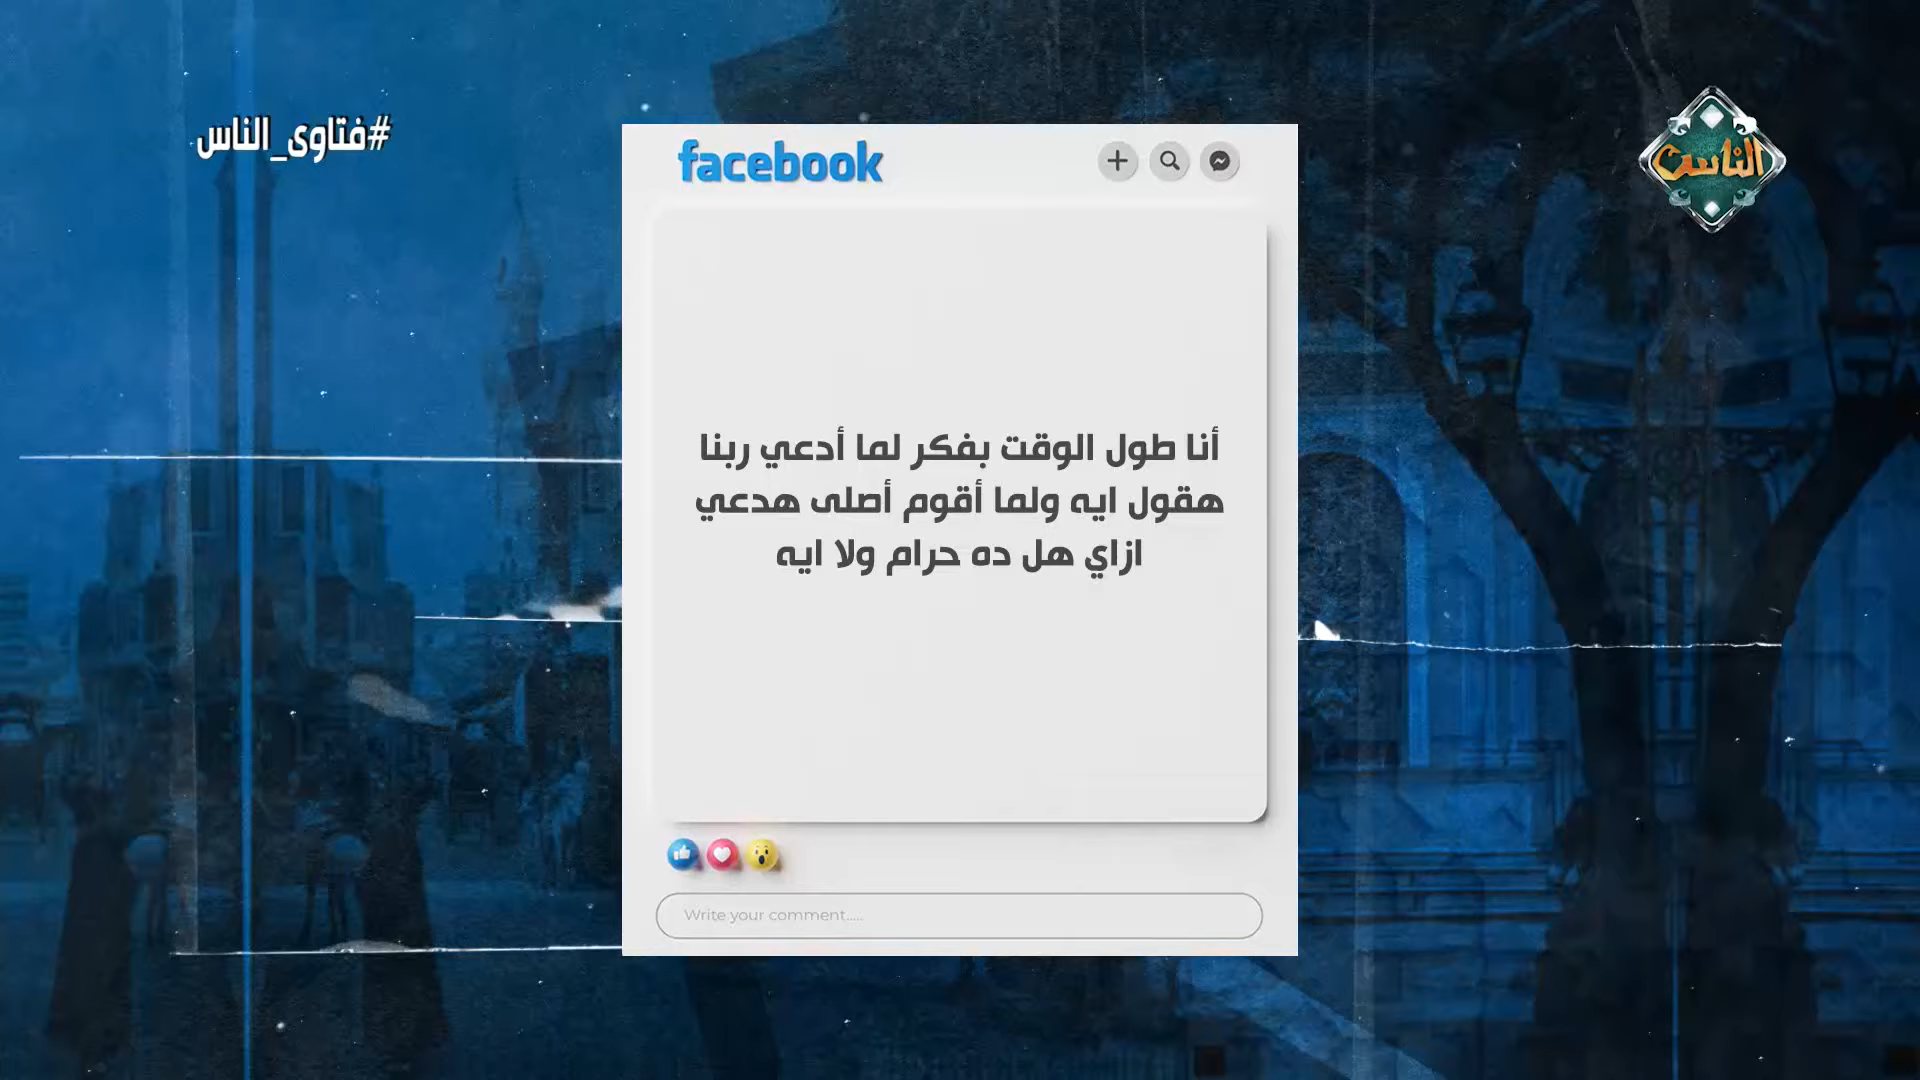 #فتاوى_الناس
الناس
facebook
أنا طول الوقت بفكر لما أدعي ربنا
هقول ايه ولما أقوم أصلى هدعي
ازاي هل ده حرام ولا ايه
Write your comment.....